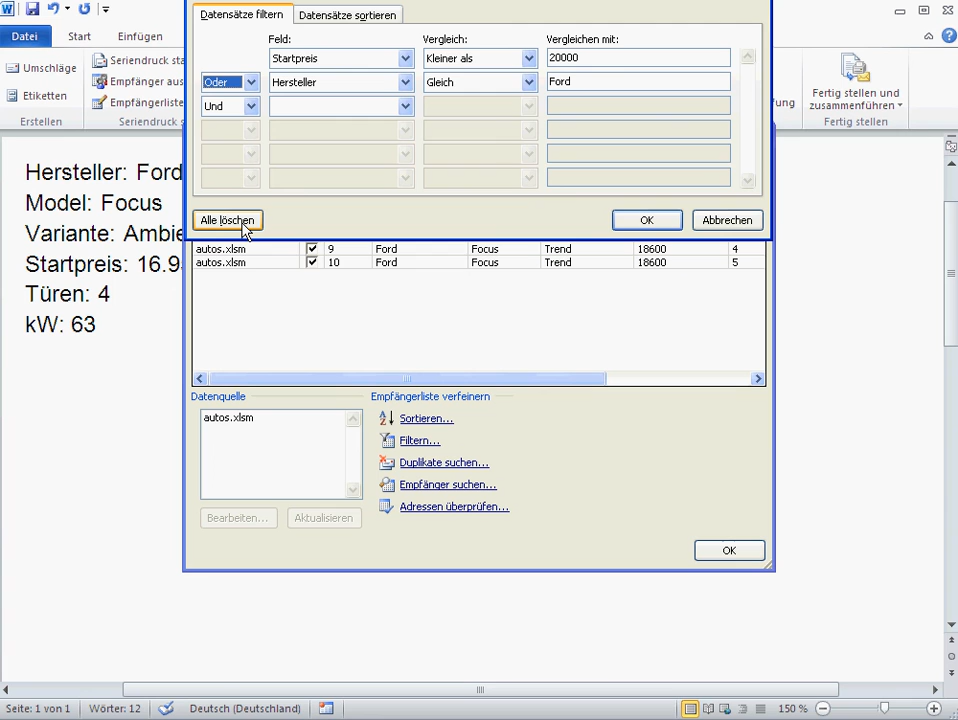 Datei Start Einfügen
Umschläge
Etiketten
Erstellen
Seriendruck sta
Empfänger aus
Empfängerliste
Seriendruck s
Datensätze filtern Datensätze sortieren
Feld: Vergleich: Vergleichen mit:
Startpreis Kleiner als 20000
Oder Hersteller Gleich Ford
Und
Alle löschen OK Abbrechen
fung
Fertig stellen und
zusammenführen
Fertig stellen
Hersteller: Ford
Model: Focus
Variante: Ambie
Startpreis: 16.9
Türen: 4
kW: 63
autos.xlsm 9 Ford Focus Trend 18600 4
autos.xlsm 10 Ford Focus Trend 18600 5
Datenquelle
autos.xlsm
Bearbeiten... Aktualisieren
Empfängerliste verfeinern
Sortieren...
Filtern...
Duplikate suchen...
Empfänger suchen...
Adressen überprüfen...
OK
Seite: 1 von 1 Wörter: 12 Deutsch (Deutschland) 150 %